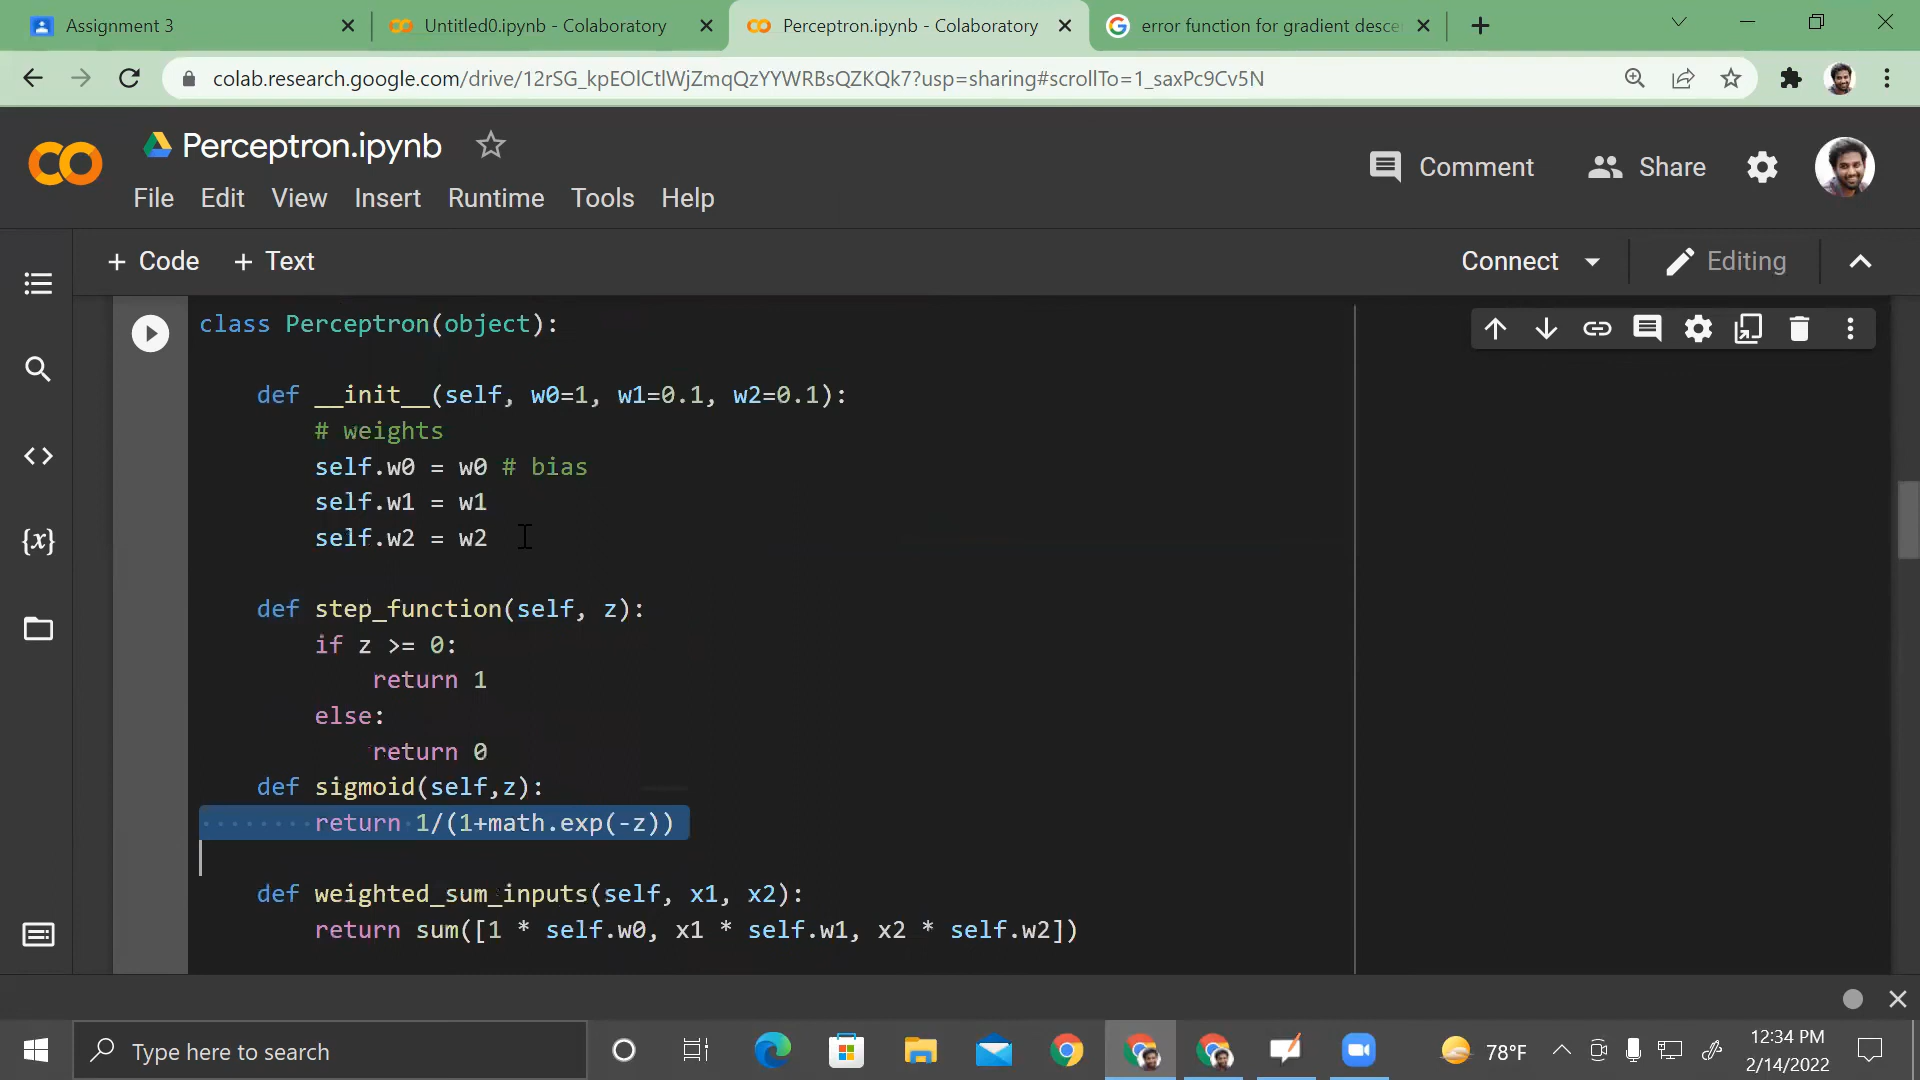 Assignment 3
Untitled0.ipynb - Colaboratory
Perceptron.ipynb - Colaboratory
error function for gradient desce
colab.research.google.com/drive/12rSG_kpEOlCtlWjZmqQzYYWRBsQZKQk7?usp=sharing#scrollTo=1_saxPc9Cv5N
Perceptron.ipynb
Comment
Share
File Edit View Insert Runtime Tools Help
+ Code + Text
Connect
Editing
class Perceptron(object):
def __init__(self, w0=1, w1=0.1, w2=0.1):
# weights
self.w0 = w0 # bias
self.w1 = w1
self.w2 = w2
def step_function(self, z):
if z >= 0:
return 1
else:
return 0
def sigmoid(self,z):
return 1/(1+math.exp(-z))
def weighted_sum_inputs(self, x1, x2):
return sum([1 * self.w0, x1 * self.w1, x2 * self.w2])
Type here to search
78°F
12:34 PM
2/14/2022